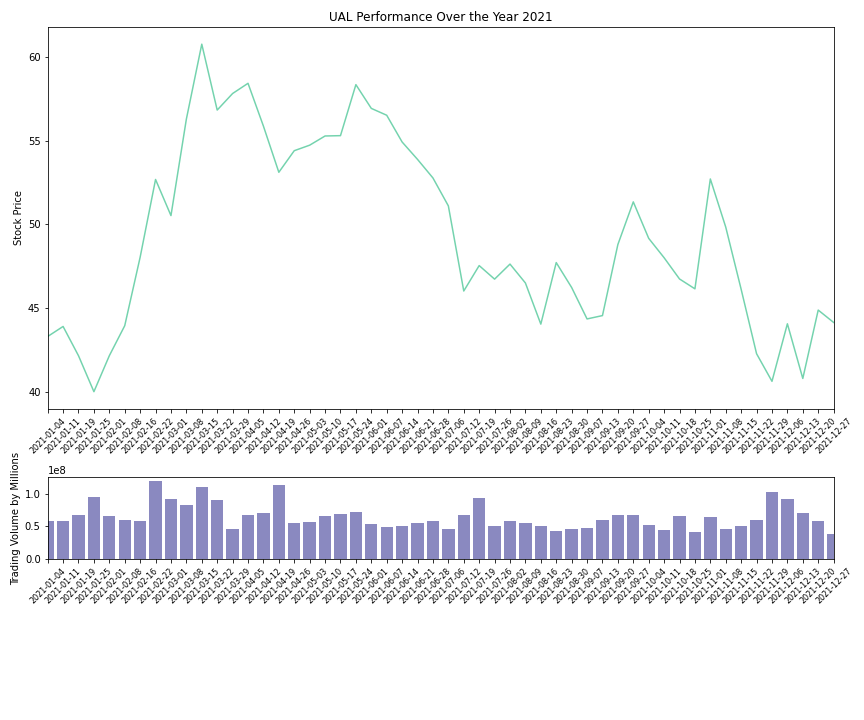 UAL Performance Over the Year 2021
Stock Price
60
55
50
45
40
2021-01-04 2021-01-11 2021-01-19 2021-01-25 2021-02-01 2021-02-08 2021-02-16 2021-02-22 2021-03-01 2021-03-08 2021-03-15 2021-03-22 2021-03-29 2021-04-05 2021-04-12 2021-04-19 2021-04-26 2021-05-03 2021-05-10 2021-05-17 2021-05-24 2021-06-01 2021-06-07 2021-06-14 2021-06-21 2021-06-28 2021-07-06 2021-07-12 2021-07-19 2021-07-26 2021-08-02 2021-08-09 2021-08-16 2021-08-23 2021-08-30 2021-09-07 2021-09-13 2021-09-20 2021-09-27 2021-10-04 2021-10-11 2021-10-18 2021-10-25 2021-11-01 2021-11-08 2021-11-15 2021-11-22 2021-11-29 2021-12-06 2021-12-13 2021-12-20 2021-12-27
Trading Volume by Millions
1e8
1.0
0.5
0.0
2021-01-04 2021-01-11 2021-01-19 2021-01-25 2021-02-01 2021-02-08 2021-02-16 2021-02-22 2021-03-01 2021-03-08 2021-03-15 2021-03-22 2021-03-29 2021-04-05 2021-04-12 2021-04-19 2021-04-26 2021-05-03 2021-05-10 2021-05-17 2021-05-24 2021-06-01 2021-06-07 2021-06-14 2021-06-21 2021-06-28 2021-07-06 2021-07-12 2021-07-19 2021-07-26 2021-08-02 2021-08-09 2021-08-16 2021-08-23 2021-08-30 2021-09-07 2021-09-13 2021-09-20 2021-09-27 2021-10-04 2021-10-11 2021-10-18 2021-10-25 2021-11-01 2021-11-08 2021-11-15 2021-11-22 2021-11-29 2021-12-06 2021-12-13 2021-12-20 2021-12-27